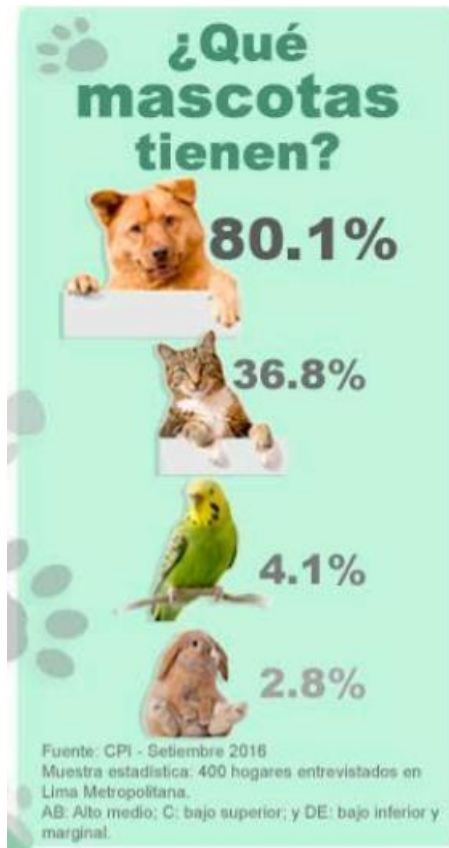 ¿Qué
mascotas
tienen?
80.1%
36.8%
4.1%
2.8%
Fuente: CPI - Setiembre 2016
Muestra estadística: 400 hogares entrevistados en
Lima Metropolitana.
AB: Alto medio; C: bajo superior; y DE: bajo inferior y
marginal.